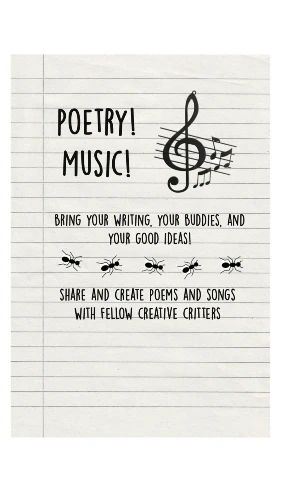 POETRY!
MUSIC!
BRING YOUR WRITING, YOUR BUDDIES, AND
YOUR GOOD IDEAS!
SHARE AND CREATE POEMS AND SONGS
WITH FELLOW CREATIVE CRITTERS